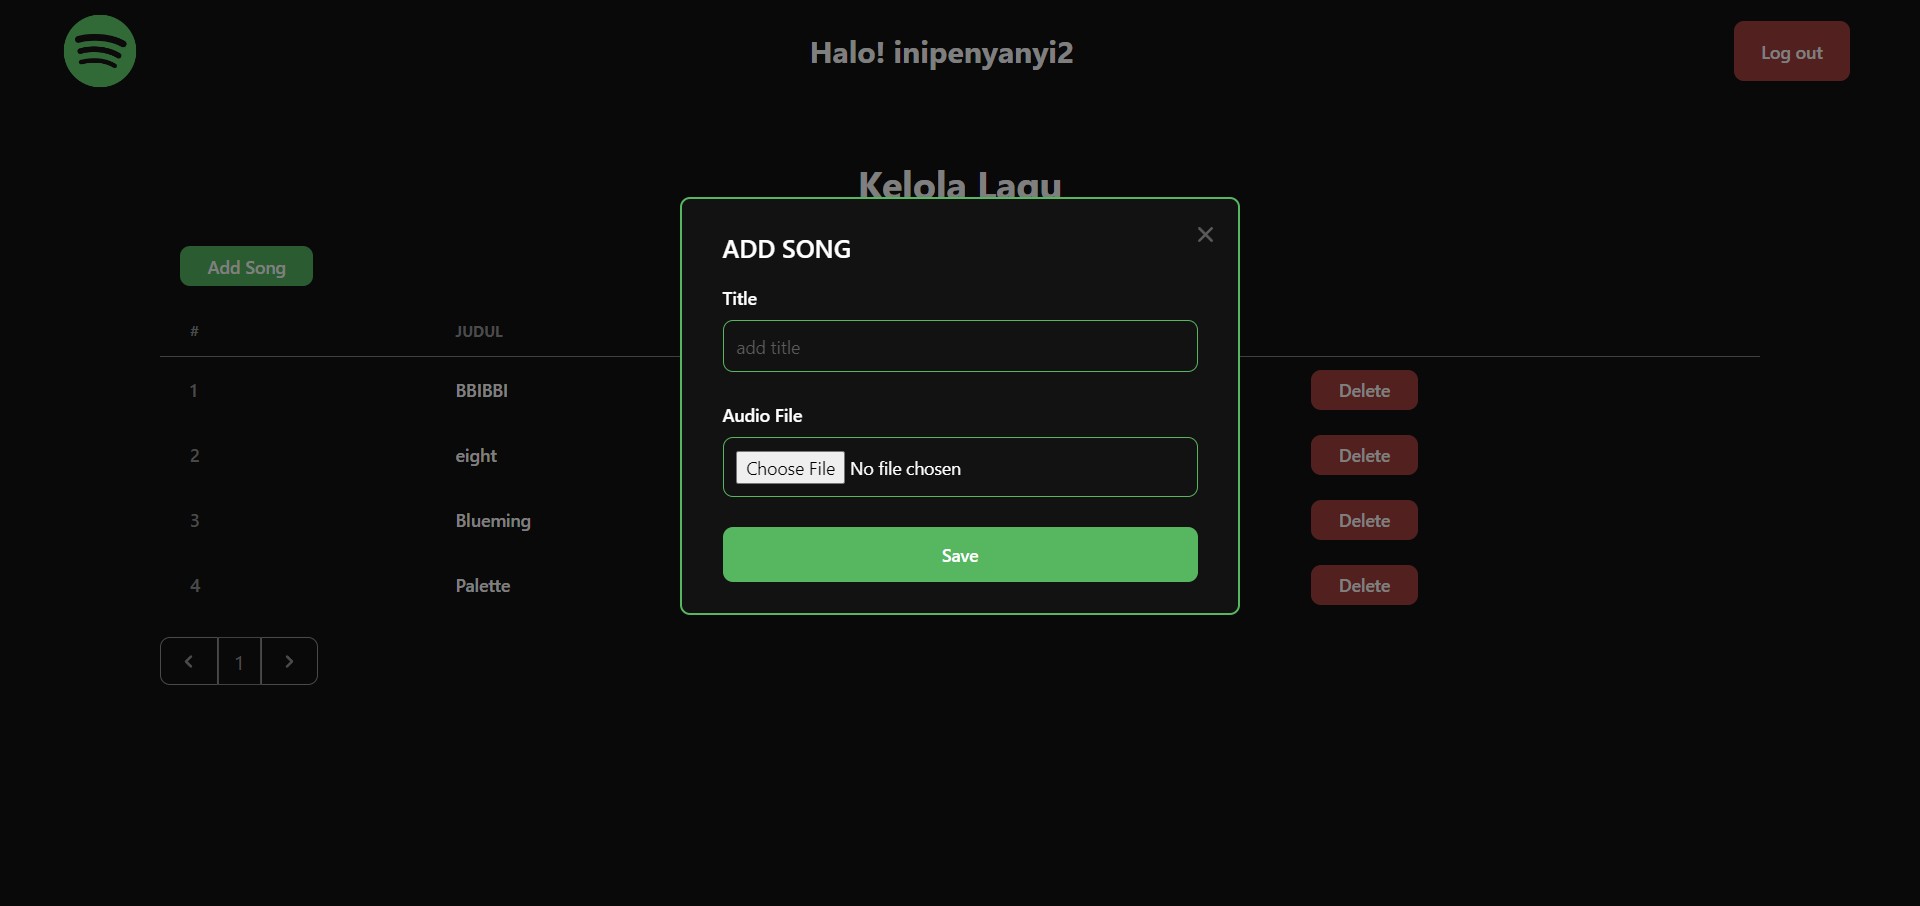 Halo! inipenyanyi2
Log out
Kelola Lagu
Add Song
# JUDUL
1 BBIBBI Delete
2 eight Delete
3 Blueming Delete
4 Palette Delete
1
ADD SONG
Title
add title
Audio File
Choose File No file chosen
Save